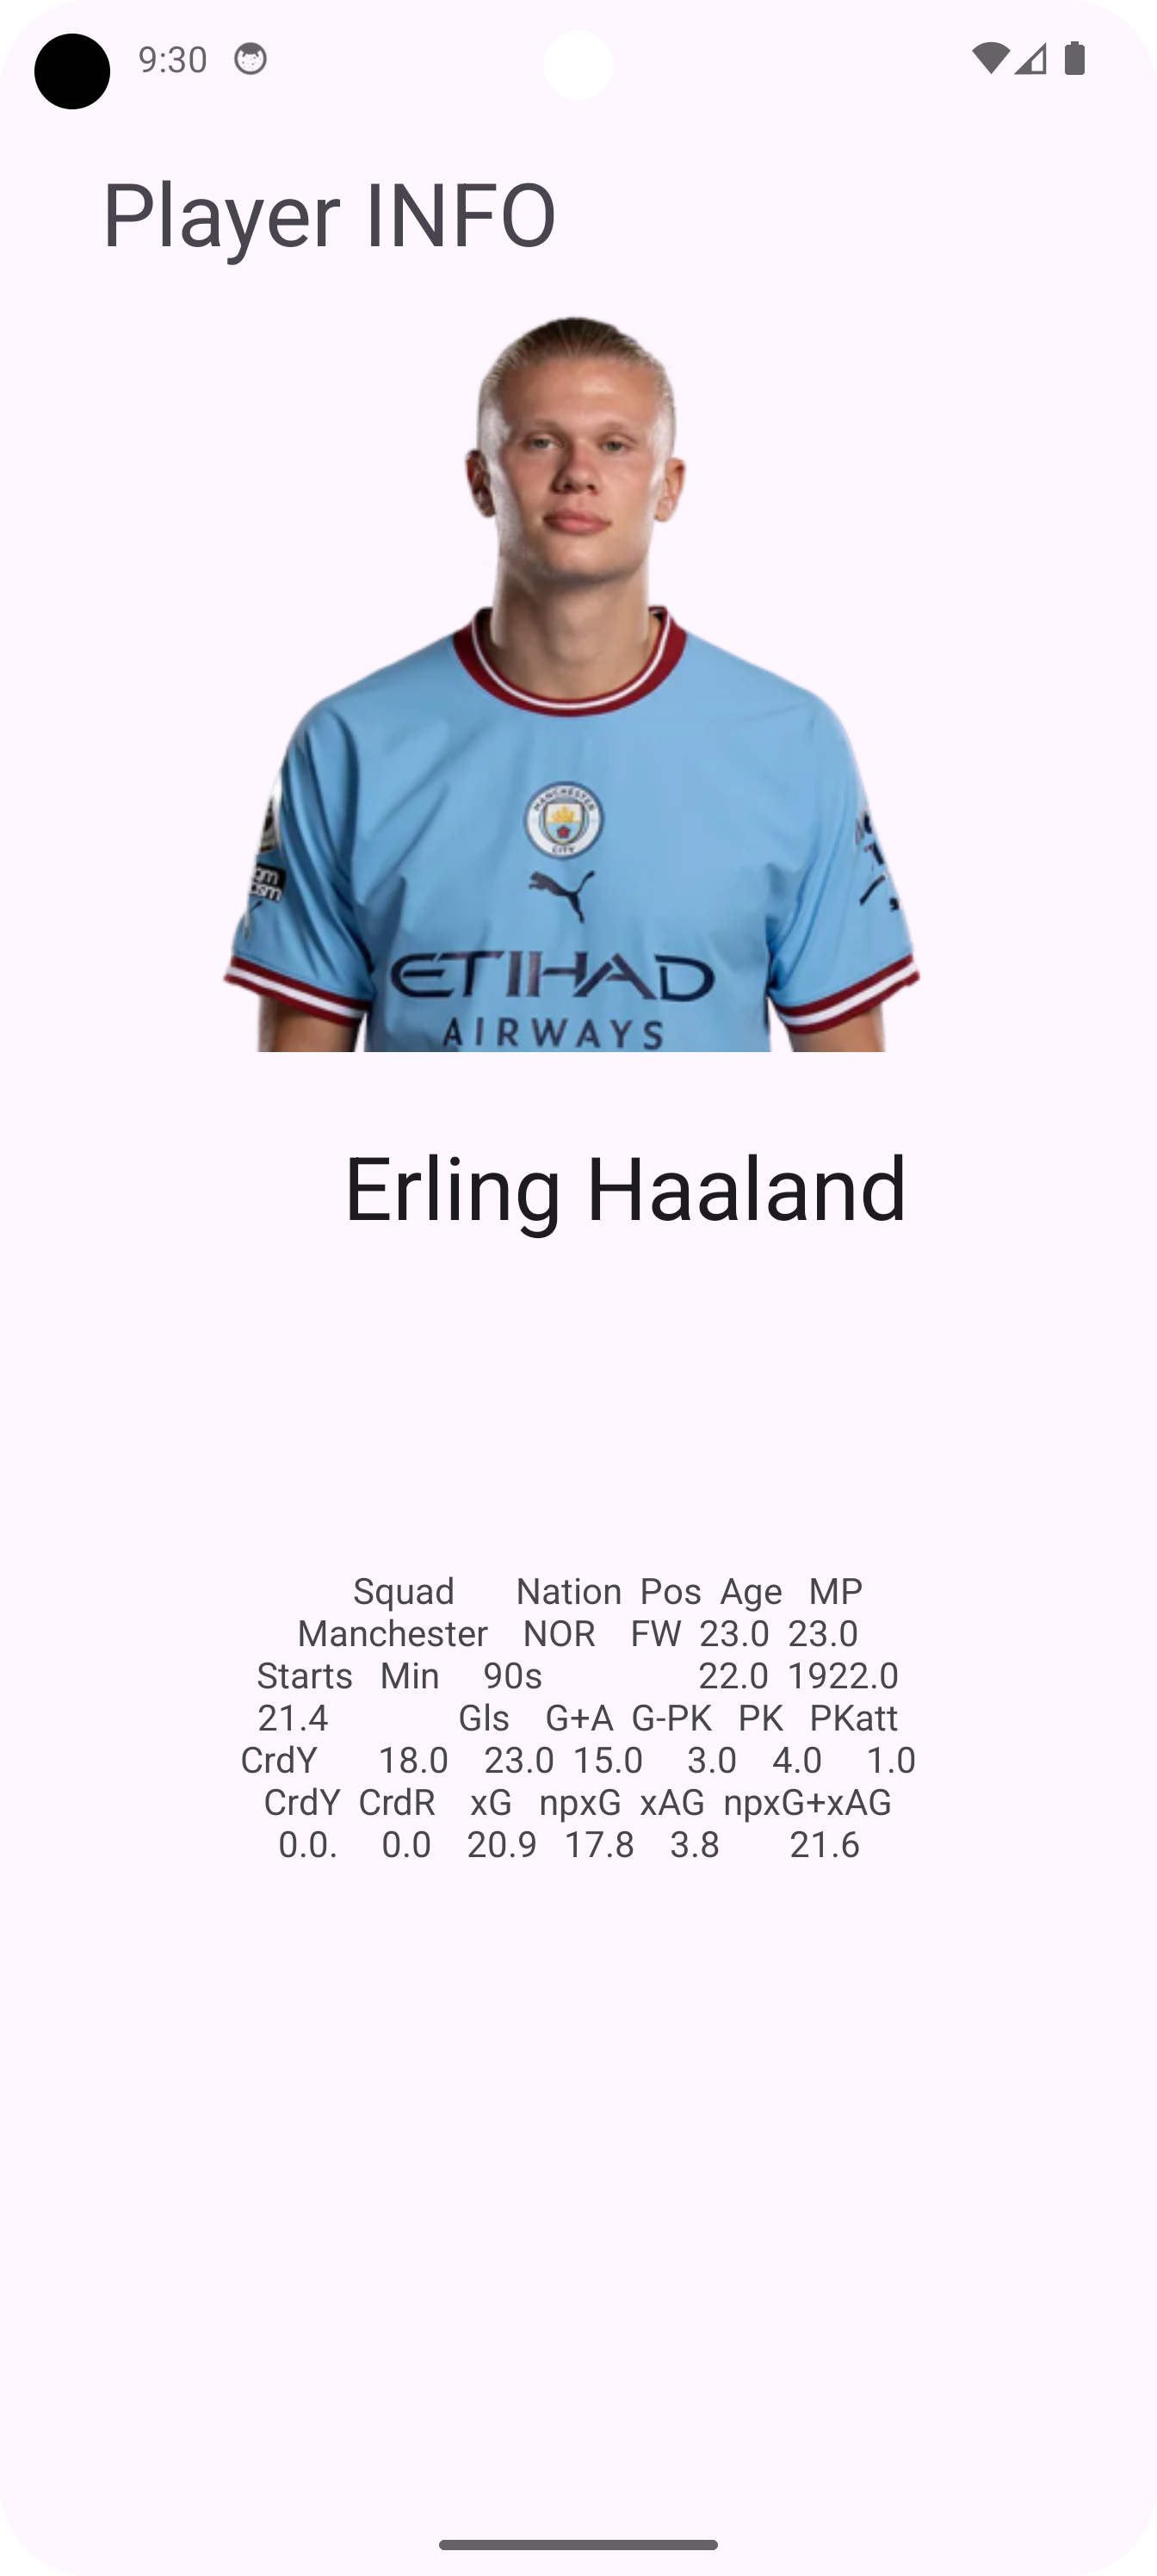 9:30
Player INFO
MANCHESTER
CITY
ETIHAD
AIRWAYS
Erling Haaland
Squad Nation Pos Age MP
Manchester NOR FW 23.0 23.0
Starts Min 90s 22.0 1922.0
21.4 Gls G+A G-PK PK PKatt
CrdY 18.0 23.0 15.0 3.0 4.0 1.0
CrdY CrdR xG npxG xAG npxG+xAG
0.0. 0.0 20.9 17.8 3.8 21.6